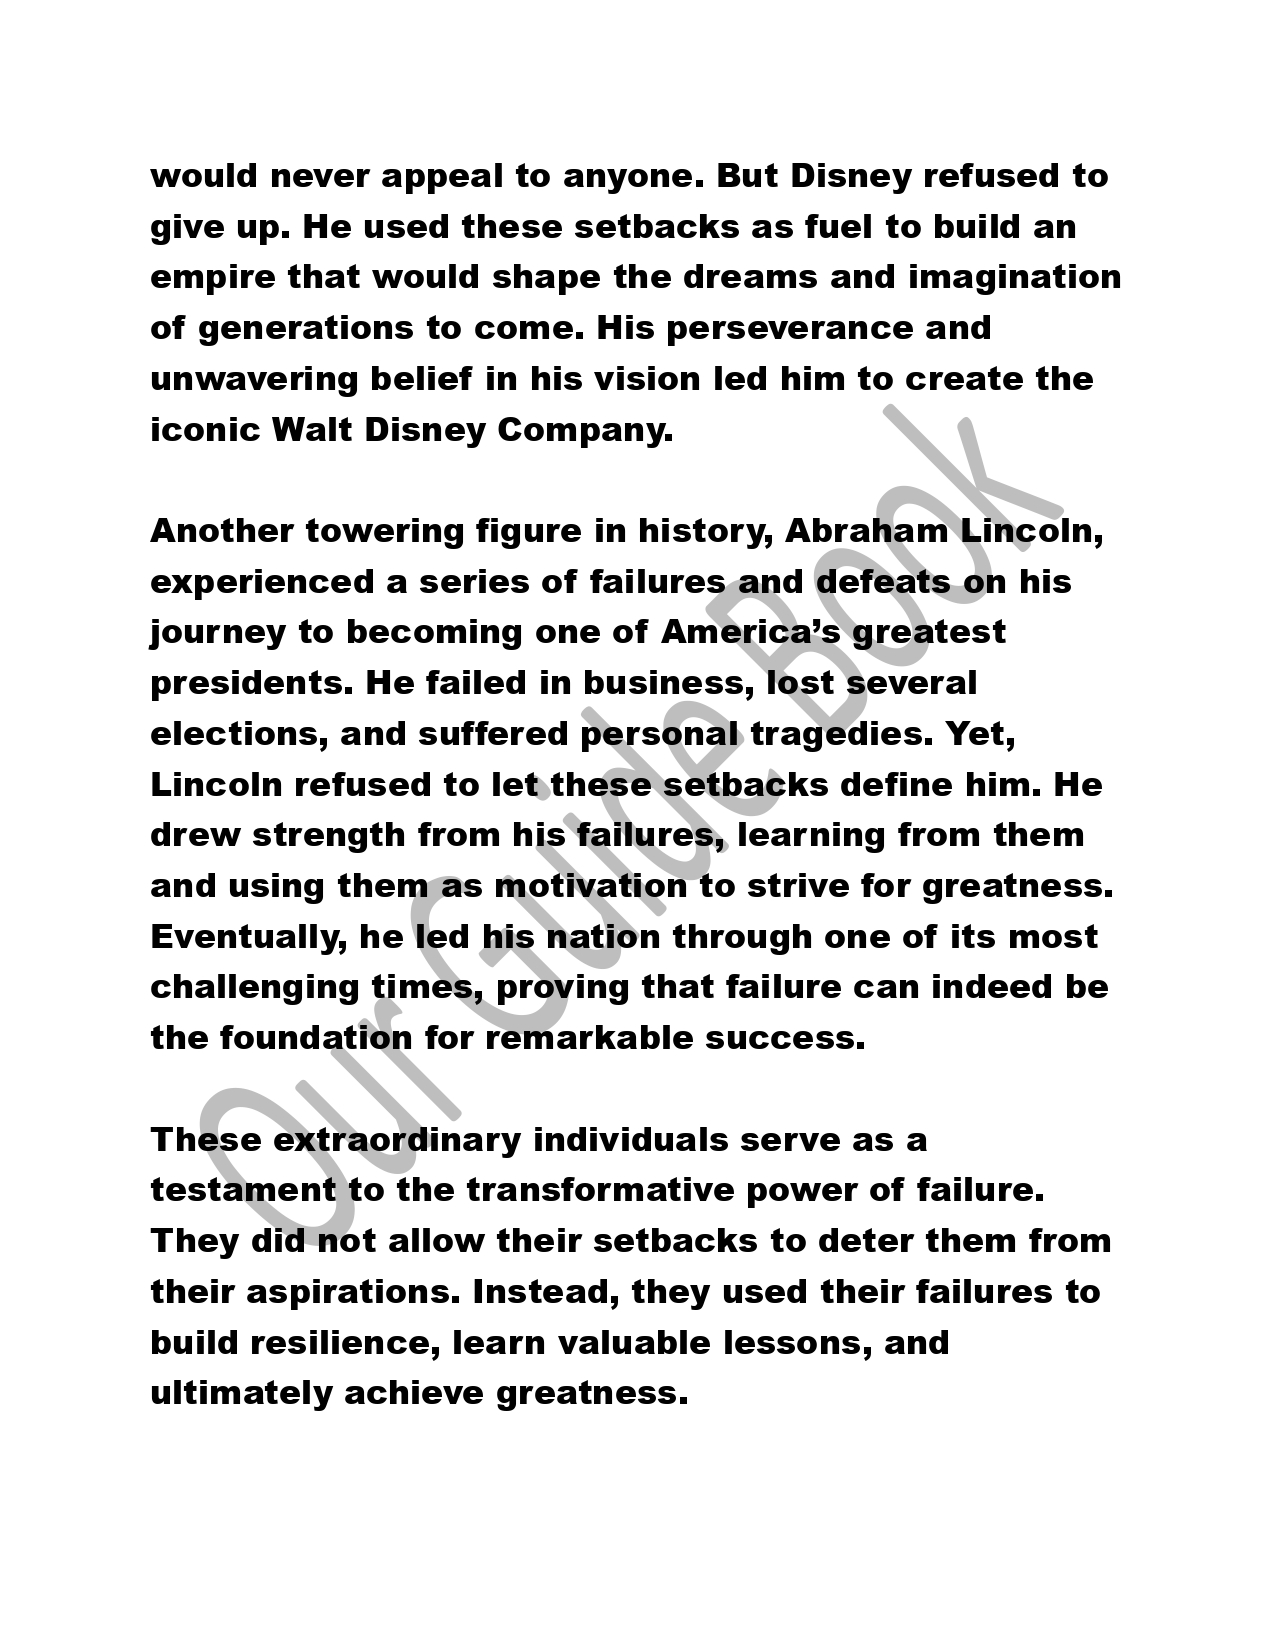 would never appeal to anyone. But Disney refused to
give up. He used these setbacks as fuel to build an
empire that would shape the dreams and imagination
of generations to come. His perseverance and
unwavering belief in his vision led him to create the
iconic Walt Disney Company.
Another towering figure in history, Abraham Lincoln,
experienced a series of failures and defeats on his
journey to becoming one of America’s greatest
presidents. He failed in business, lost several
elections, and suffered personal tragedies. Yet,
Lincoln refused to let these setbacks define him. He
drew strength from his failures, learning from them
and using them as motivation to strive for greatness.
Eventually, he led his nation through one of its most
challenging times, proving that failure can indeed be
the foundation for remarkable success.
These extraordinary individuals serve as a
testament to the transformative power of failure.
They did not allow their setbacks to deter them from
their aspirations. Instead, they used their failures to
build resilience, learn valuable lessons, and
ultimately achieve greatness.
Our Guide Book